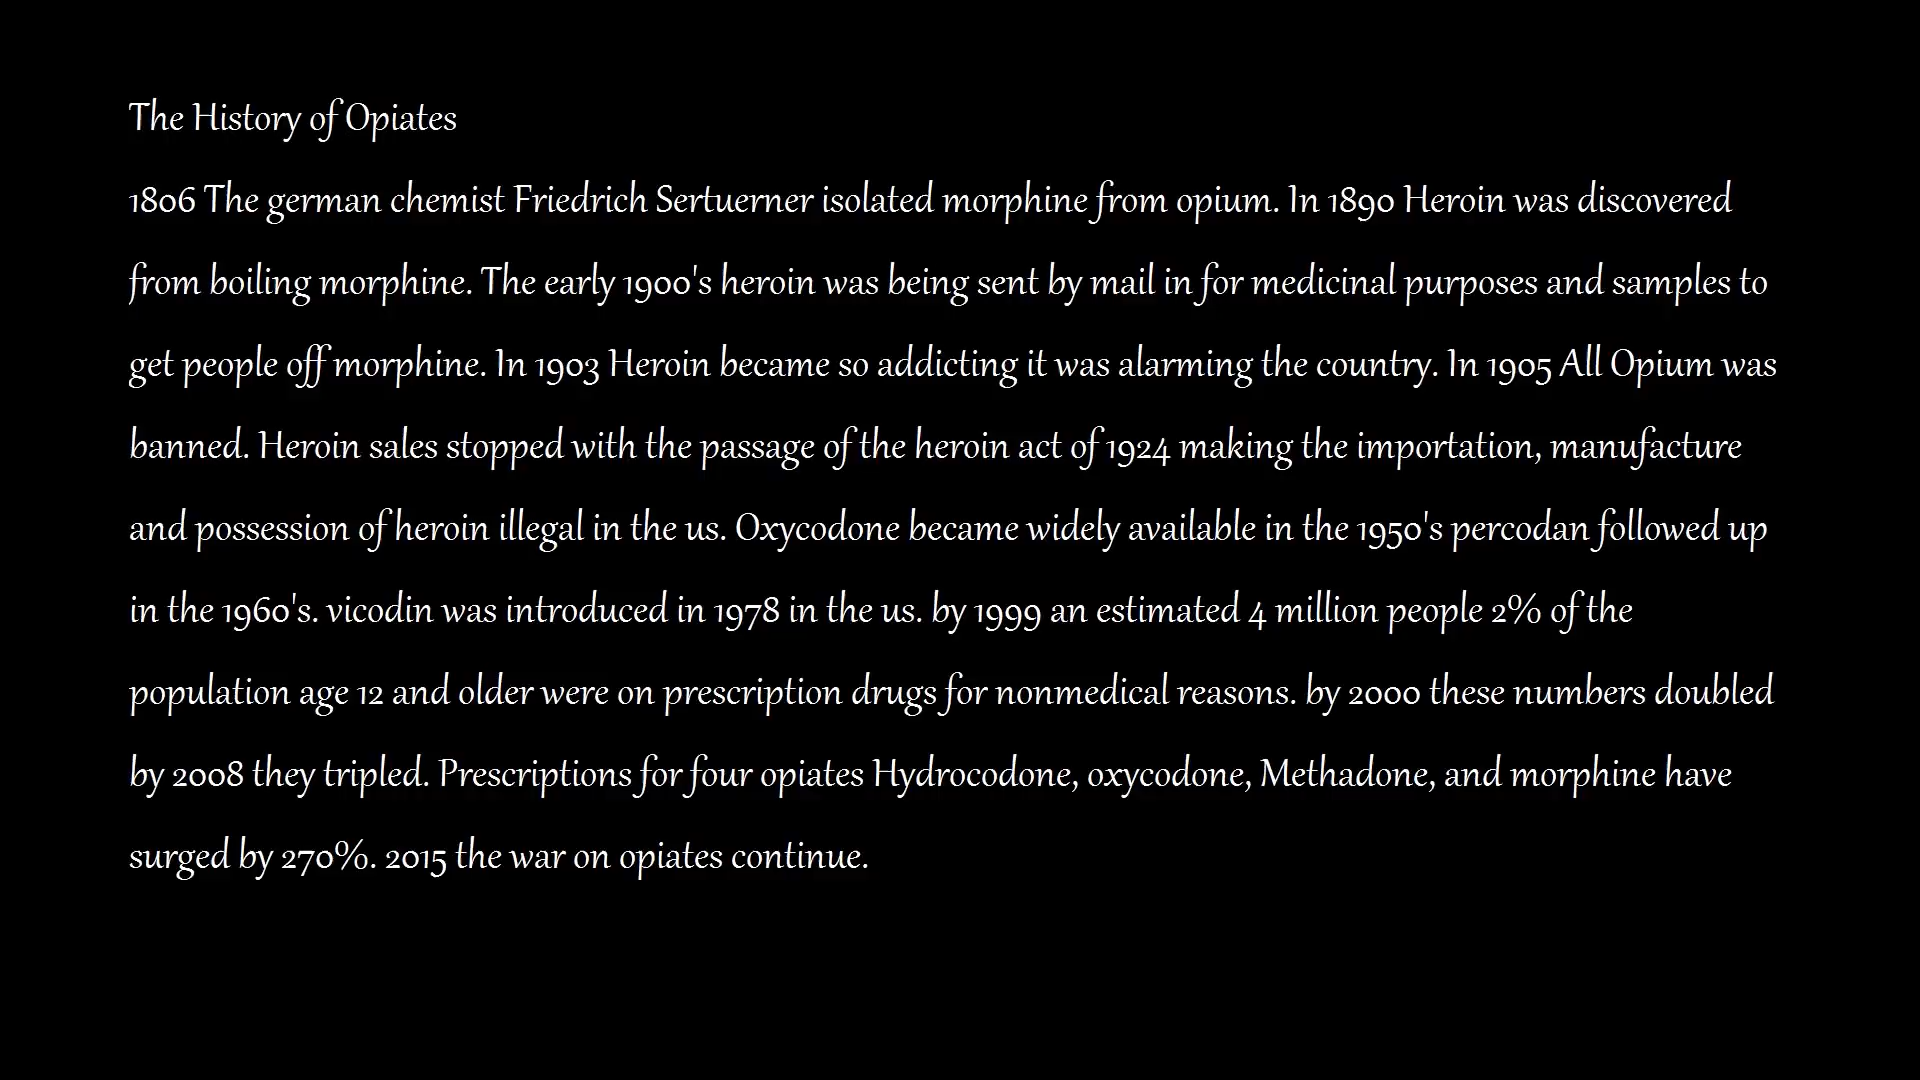 The History of Opiates
1806 The german chemist Friedrich Sertuerner isolated morphine from opium. In 1890 Heroin was discovered
from boiling morphine. The early 1900's heroin was being sent by mail in for medicinal purposes and samples to
get people off morphine. In 1903 Heroin became so addicting it was alarming the country. In 1905 All Opium was
banned. Heroin sales stopped with the passage of the heroin act of 1924 making the importation, manufacture
and possession of heroin illegal in the us. Oxycodone became widely available in the 1950's percodan followed up
in the 1960's. vicodin was introduced in 1978 in the us. by 1999 an estimated 4 million people 2% of the
population age 12 and older were on prescription drugs for nonmedical reasons. by 2000 these numbers doubled
by 2008 they tripled. Prescriptions for four opiates Hydrocodone, oxycodone, Methadone, and morphine have
surged by 270%. 2015 the war on opiates continue.